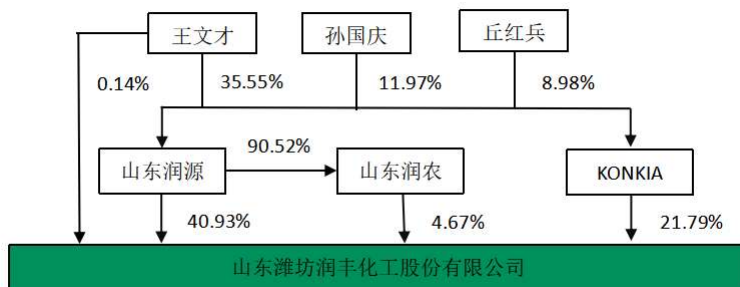 王文才
孙国庆
丘红兵
0.14%
35.55%
11.97%
8.98%
山东润源
90.52%
山东润农
KONKIA
40.93%
4.67%
21.79%
山东潍坊润丰化工股份有限公司